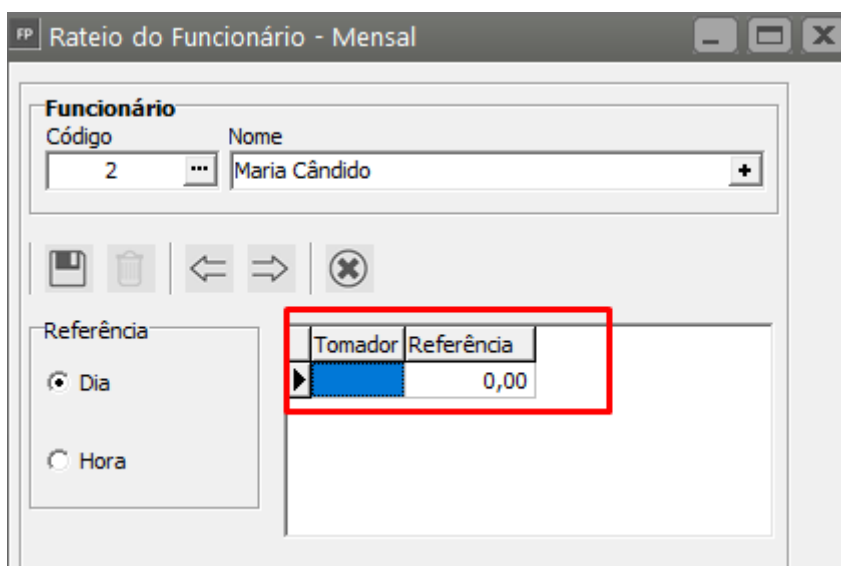 FP Rateio do Funcionário - Mensal
Funcionário
Código Nome
2 ... Maria Cândido +
Referência
Tomador Referência
Dia
0,00
Hora